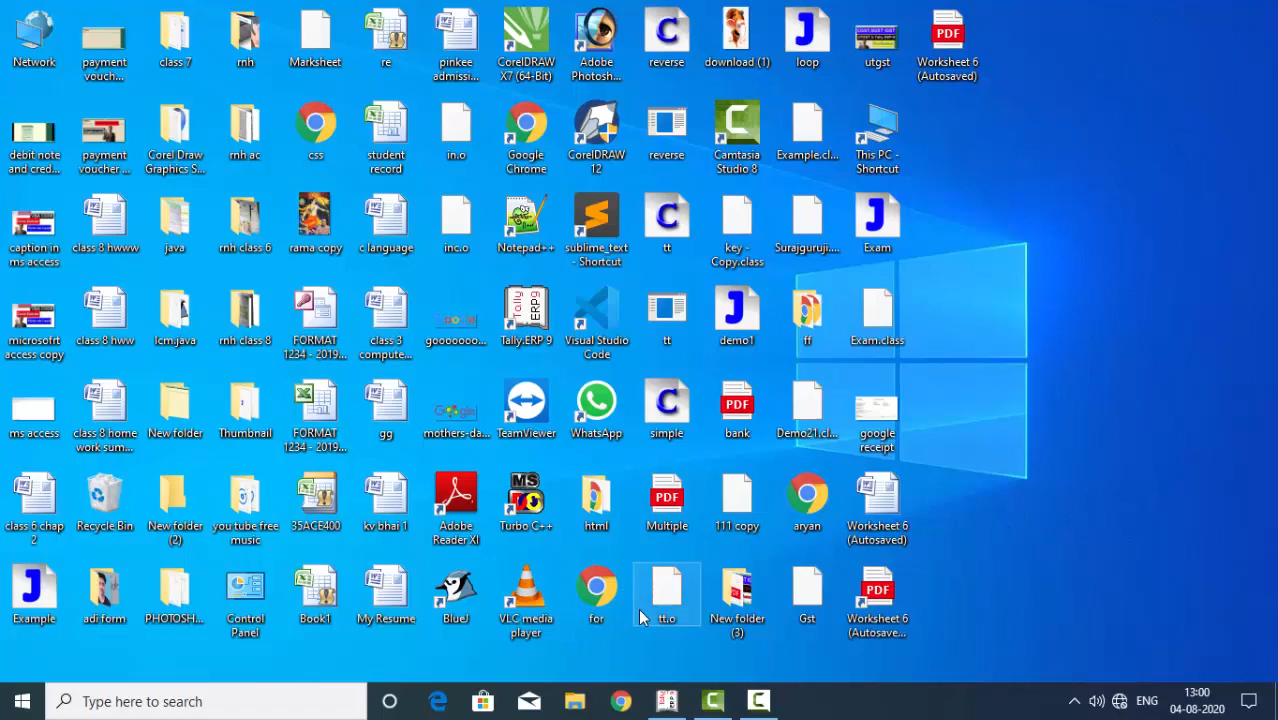 Network
payment
vouch...
class 7
rnh
Marksheet
re
pinkee
admissi...
CorelDRAW
X7 (64-Bit)
Adobe
Photosh...
reverse
download (1)
loop
utgst
PDF
Worksheet 6
(Autosaved)
debit note
and cred...
payment
voucher ...
Corel Draw
Graphics S...
rnh ac
css
student
record
in.o
Google
Chrome
CorelDRAW
12
reverse
Camtasia
Studio 8
Example.cl...
This PC -
Shortcut
caption in
ms access
class 8 hwww
java
rnh class 6
rama copy
c language
inc.o
Notepad++
sublime_text
- Shortcut
tt
key -
Copy.class
Surajguruji....
Exam
microsofrt
access copy
class 8 hww
lcm.java
rnh class 8
FORMAT
1234 - 2019...
class 3
compute...
gooooooo...
Tally.ERP 9
Visual Studio
Code
tt
demo1
ff
Exam.class
ms access
class 8 home
work sum...
New folder
Thumbnail
FORMAT
1234 - 2019...
gg
mothers-da...
TeamViewer
WhatsApp
simple
PDF
bank
Demo21.cl...
google
receipt
class 6 chap
2
Recycle Bin
New folder
(2)
you tube free
music
35ACE400
kv bhai 1
Adobe
Reader XI
Turbo C++
html
PDF
Multiple
111 copy
aryan
Worksheet 6
(Autosaved)
Example
adi form
PHOTOSH...
Control
Panel
Book1
My Resume
BlueJ
VLC media
player
for
tt.o
New folder
(3)
Gst
PDF
Worksheet 6
(Autosave...
Type here to search
ENG
13:00
04-08-2020